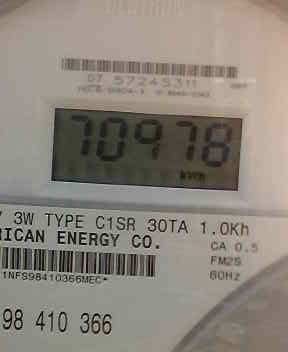 07 57245311
70978
kWh
3W TYPE C1SR 30TA 1.0Kh
RICAN ENERGY CO.
CA 0.5
FM2S
60Hz
1NFS98410366MEC*
98 410 366